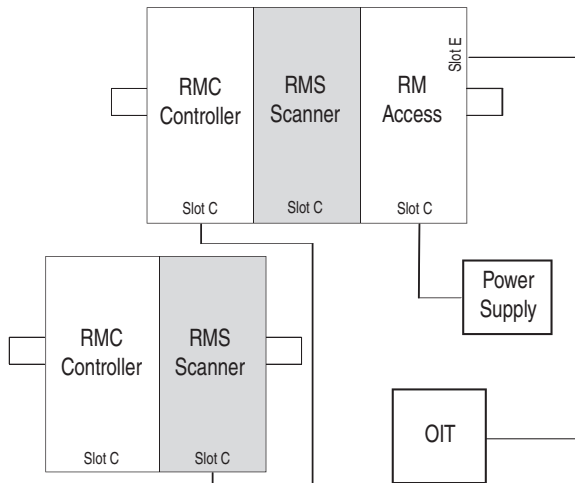 RMC
Controller
RMS
Scanner
RM
Access
Slot E
Slot C
Slot C
Slot C
Power
Supply
RMC
Controller
RMS
Scanner
Slot C
Slot C
OIT